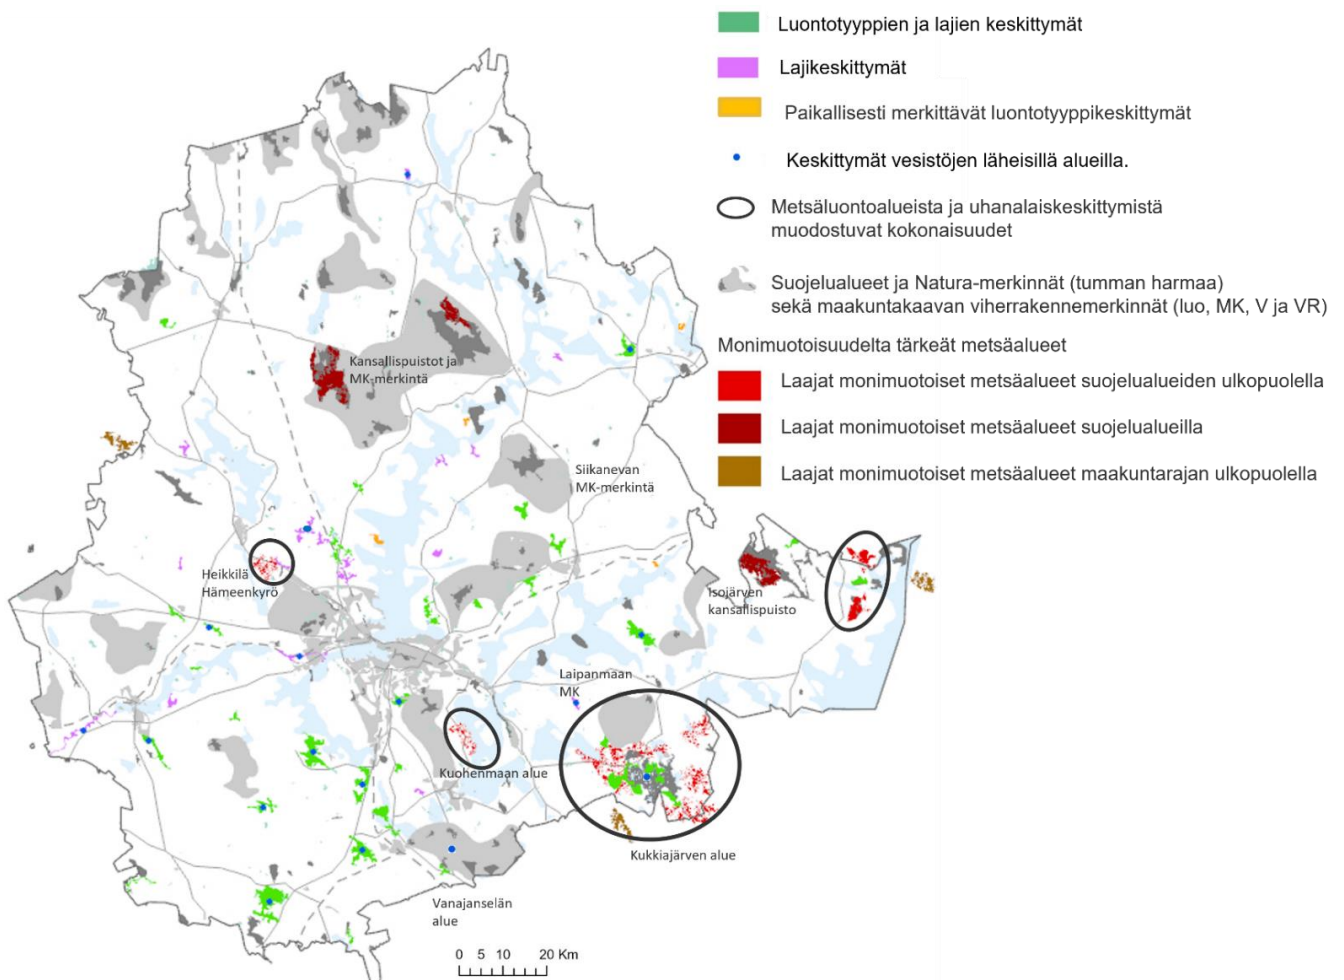 Luontotyyppien ja lajien keskittymät
Lajikeskittymät
Paikallisesti merkittävät luontotyyppikeskittymät
Keskittymät vesistöjen läheisillä alueilla.
Metsäluontoalueista ja uhanalaiskeskittymistä
muodostuvat kokonaisuudet
Suojelualueet ja Natura-merkinnät (tumman harmaa)
sekä maakuntakaavan viherrakennemerkinnät (luo, MK, V ja VR)
Monimuotoisuudelta tärkeät metsäalueet
Laajat monimuotoiset metsäalueet suojelualueiden ulkopuolella
Laajat monimuotoiset metsäalueet suojelualueilla
Laajat monimuotoiset metsäalueet maakuntarajan ulkopuolella
Kansallispuistot ja
MK-merkintä
Siikanevan
MK-merkintä
Heikkilä
Hämeenkyrö
Isojärven
kansallispuisto
Laipanmaan
MK
Kuohenmaan alue
Kukkiajärven alue
Vanajanselän
alue
0 5 10 20 Km